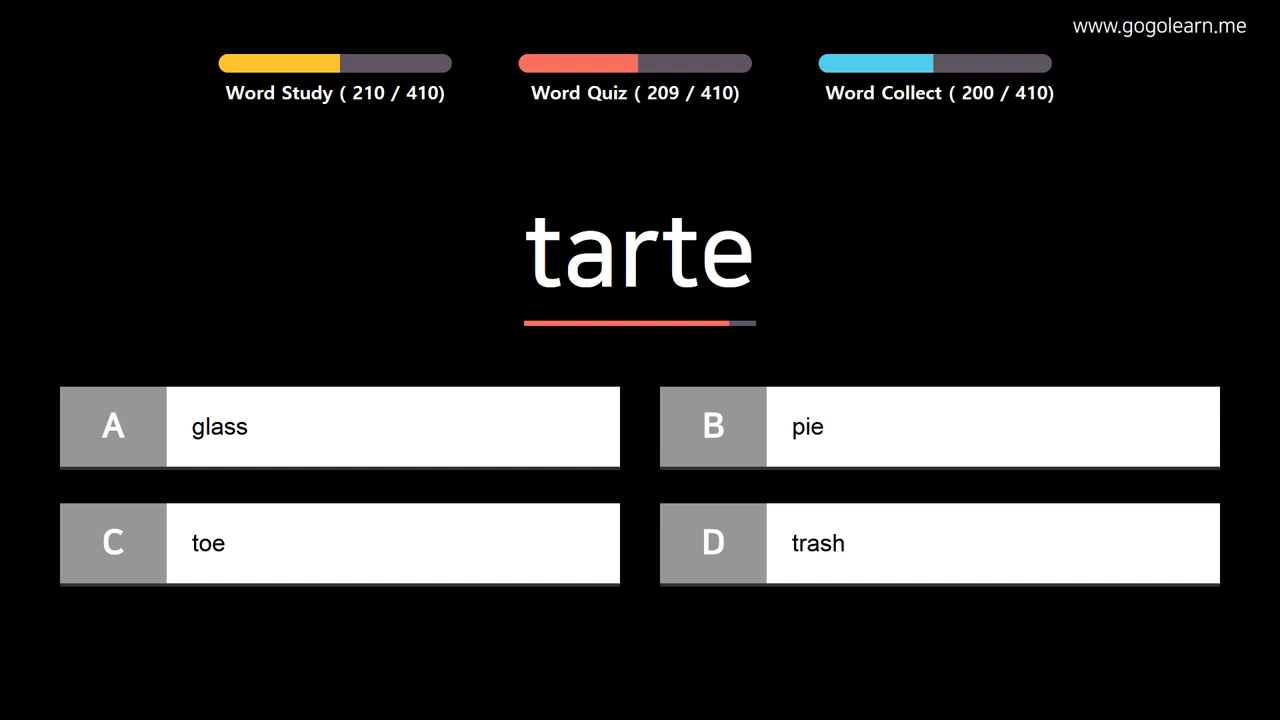 www.gogolearn.me
Word Study ( 210 / 410)
Word Quiz ( 209 / 410)
Word Collect ( 200 / 410)
tarte
A glass
B pie
C toe
D trash